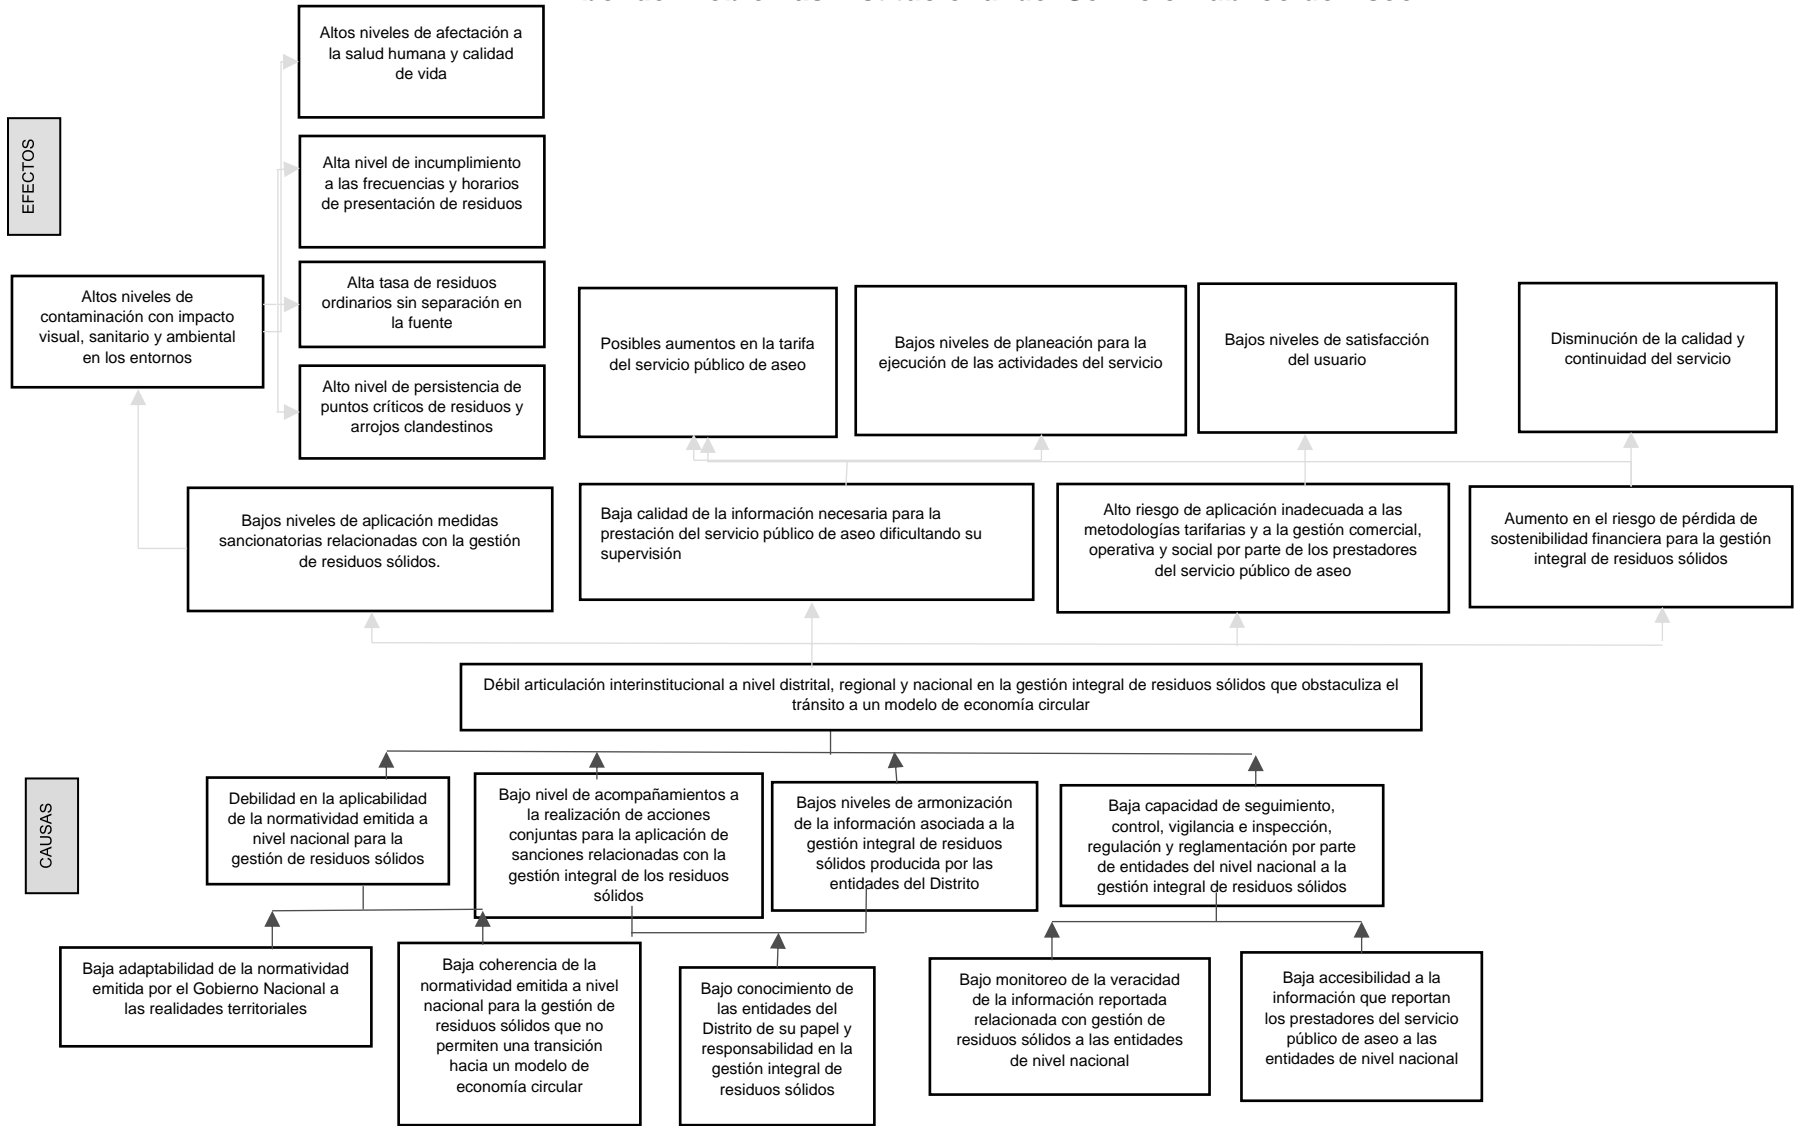 Altos niveles de afectación a
la salud humana y calidad
de vida
EFECTOS
Alta nivel de incumplimiento
a las frecuencias y horarios
de presentación de residuos
Altos niveles de
contaminación con impacto
visual, sanitario y ambiental
en los entornos
Alta tasa de residuos
ordinarios sin separación en
la fuente
Alto nivel de persistencia de
puntos críticos de residuos y
arrojos clandestinos
Posibles aumentos en la tarifa
del servicio público de aseo
Bajos niveles de planeación para la
ejecución de las actividades del servicio
Bajos niveles de satisfacción
del usuario
Disminución de la calidad y
continuidad del servicio
Bajos niveles de aplicación medidas
sancionatorias relacionadas con la gestión
de residuos sólidos.
Baja calidad de la información necesaria para la
prestación del servicio público de aseo dificultando su
supervisión
Alto riesgo de aplicación inadecuada a las
metodologías tarifarias y a la gestión comercial,
operativa y social por parte de los prestadores
del servicio público de aseo
Aumento en el riesgo de pérdida de
sostenibilidad financiera para la gestión
integral de residuos sólidos
Débil articulación interinstitucional a nivel distrital, regional y nacional en la gestión integral de residuos sólidos que obstaculiza el
tránsito a un modelo de economía circular
CAUSAS
Debilidad en la aplicabilidad
de la normatividad emitida a
nivel nacional para la
gestión de residuos sólidos
Bajo nivel de acompañamientos a
la realización de acciones
conjuntas para la aplicación de
sanciones relacionadas con la
gestión integral de los residuos
sólidos
Bajos niveles de armonización
de la información asociada a la
gestión integral de residuos
sólidos producida por las
entidades del Distrito
Baja capacidad de seguimiento,
control, vigilancia e inspección,
regulación y reglamentación por parte
de entidades del nivel nacional a la
gestión integral de residuos sólidos
Baja adaptabilidad de la normatividad
emitida por el Gobierno Nacional a
las realidades territoriales
Baja coherencia de la
normatividad emitida a nivel
nacional para la gestión de
residuos sólidos que no
permiten una transición
hacia un modelo de
economía circular
Bajo conocimiento de
las entidades del
Distrito de su papel y
responsabilidad en la
gestión integral de
residuos sólidos
Bajo monitoreo de la veracidad
de la información reportada
relacionada con gestión de
residuos sólidos a las entidades
de nivel nacional
Baja accesibilidad a la
información que reportan
los prestadores del servicio
público de aseo a las
entidades de nivel nacional